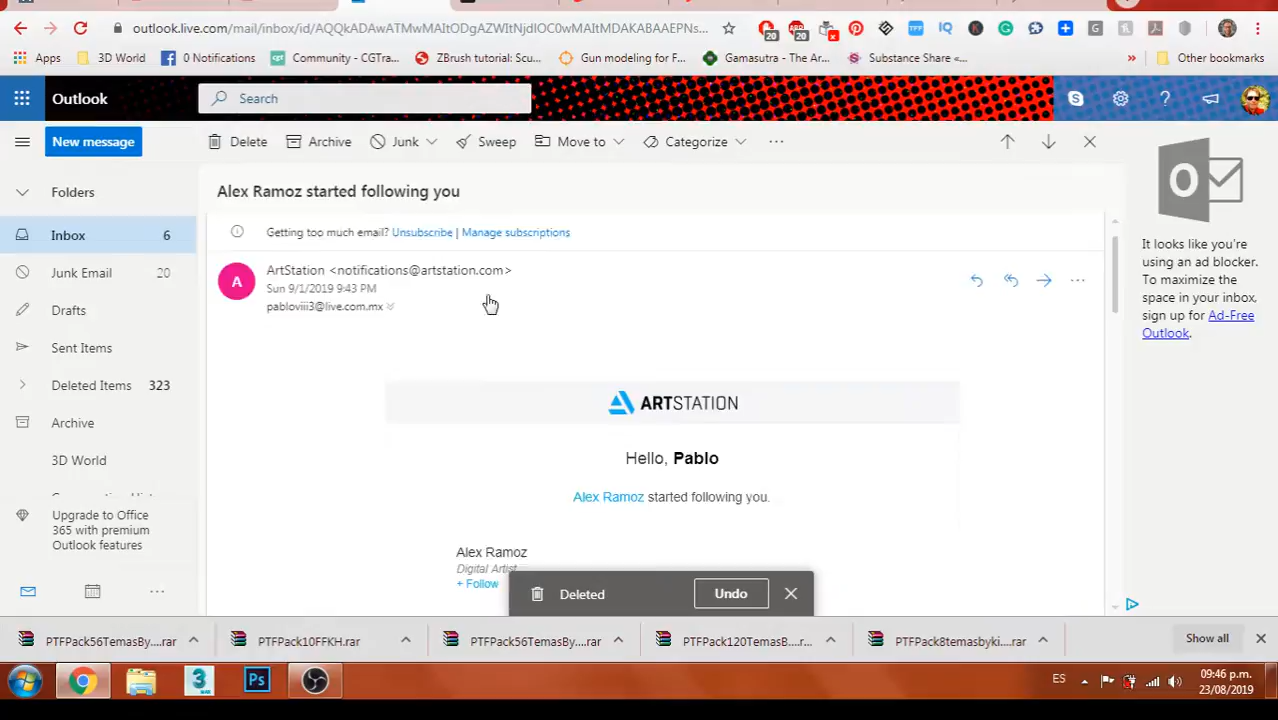 outlook.live.com/mail/inbox/id/AQQkADAwATMwMAItODgAZWItNjdlOC0wMAItMDAKABAAEPNs...
20
20
Apps
3D World
0 Notifications
Community - CGTra...
ZBrush tutorial: Scu...
Gun modeling for F...
Gamasutra - The Ar...
Substance Share «...
»
Other bookmarks
Outlook
Search
New message
Delete
Archive
Junk
Sweep
Move to
Categorize
Folders
Inbox 6
Junk Email 20
Drafts
Sent Items
Deleted Items 323
Archive
3D World
Upgrade to Office
365 with premium
Outlook features
Alex Ramoz started following you
Getting too much email? Unsubscribe | Manage subscriptions
A
ArtStation <notifications@artstation.com>
Sun 9/1/2019 9:43 PM
pabloviii3@live.com.mx
ARTSTATION
Hello, Pablo
Alex Ramoz started following you.
Alex Ramoz
Digital Artist
+ Follow
Deleted
Undo
It looks like you're
using an ad blocker.
To maximize the
space in your inbox,
sign up for Ad-Free
Outlook.
PTFPack56TemasBy....rar
PTFPack10FFKH.rar
PTFPack56TemasBy....rar
PTFPack120TemasB....r...
PTFPack8temasbyki....rar
Show all
Ps
ES
09:46 p.m.
23/08/2019